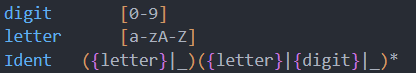 digit     [0-9]
letter    [a-zA-Z]
Ident   ({letter}|_)({letter}|{digit}|_)*